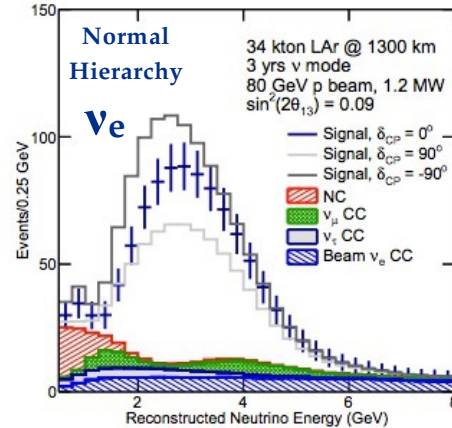 Normal
Hierarchy
νe
34 kton LAr @ 1300 km
3 yrs ν mode
80 GeV p beam, 1.2 MW
sin²(2θ₁₃) = 0.09
Signal, δCP = 0°
Signal, δCP = 90°
Signal, δCP = -90°
NC
νμ CC
ντ CC
Beam νe CC
Events/0.25 GeV
150
100
50
0
2
4
6
8
Reconstructed Neutrino Energy (GeV)